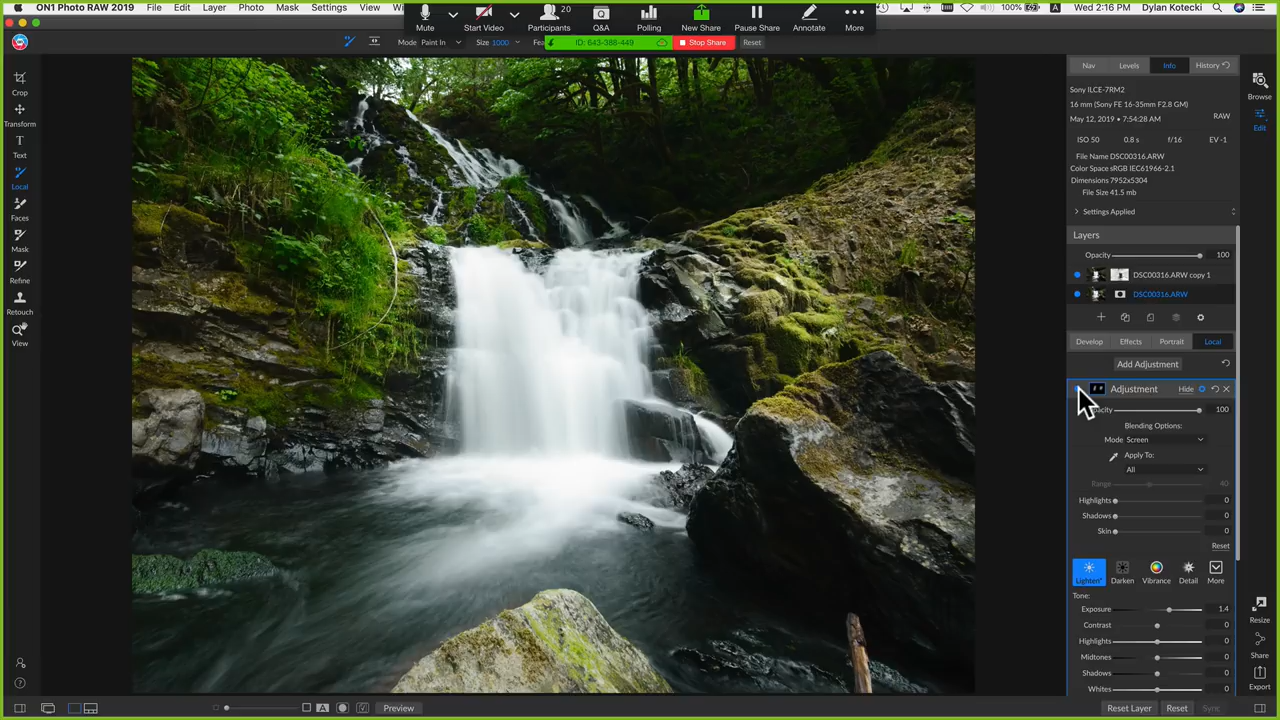 ON1 Photo RAW 2019 File Edit Layer Photo Mask Settings View
100% Wed 2:16 PM Dylan Kotecki
20
Mute Start Video Participants Q&A Polling New Share Pause Share Annotate More
Mode Paint In Size 1000 ID: 643-388-449 Stop Share Reset
Crop
Transform
Text
Local
Faces
Mask
Refine
Retouch
View
Nav Levels Info History
Sony ILCE-7RM2
16 mm (Sony FE 16-35mm F2.8 GM)
May 12, 2019 • 7:54:28 AM RAW
ISO 50 0.8 s f/16 EV -1
File Name DSC00316.ARW
Color Space sRGB IEC61966-2.1
Dimensions 7952x5304
File Size 41.5 mb
Settings Applied
Layers
Opacity 100
DSC00316.ARW copy 1
DSC00316.ARW
Develop Effects Portrait Local
Add Adjustment
Adjustment Hide
100
Blending Options:
Mode Screen
Apply To:
All
Range 40
Highlights 0
Shadows 0
Skin 0
Reset
Lighten* Darken Vibrance Detail More
Tone:
Exposure 1.4
Contrast 0
Highlights 0
Midtones 0
Shadows 0
Whites 0
Browse
Edit
Resize
Share
Export
A Preview
Reset Layer Reset Sync